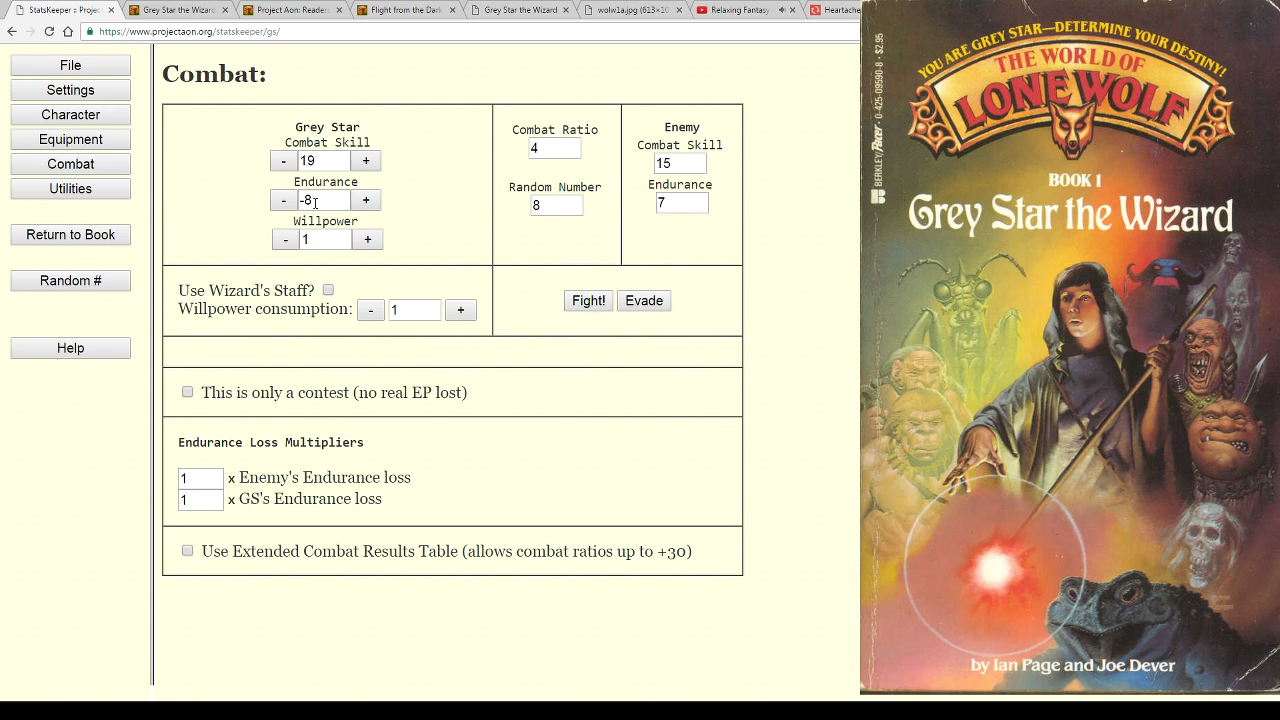 StatsKeeper :: Proje
Grey Star the Wizard
Project Aon: Readers
Flight from the Dark
Grey Star the Wizard
wolw1a.jpg (613×10
Relaxing Fantasy
Heartache
https://www.projectaon.org/statskeeper/gs/
File
Settings
Character
Equipment
Combat
Utilities
Return to Book
Random #
Help
Combat:
Grey Star
Combat Skill
- 19 +
Endurance
- -8 +
Willpower
- 1 +
Combat Ratio
4
Random Number
8
Enemy
Combat Skill
15
Endurance
7
Use Wizard's Staff?
Willpower consumption: - 1 +
Fight! Evade
This is only a contest (no real EP lost)
Endurance Loss Multipliers
1 x Enemy's Endurance loss
1 x GS's Endurance loss
Use Extended Combat Results Table (allows combat ratios up to +30)
BERKLEY/Pacer • 0-425-09590-8 • $2.95
YOU ARE GREY STAR—DETERMINE YOUR DESTINY!
THE WORLD OF
LONE WOLF
BOOK 1
Grey Star the Wizard
by Ian Page and Joe Dever